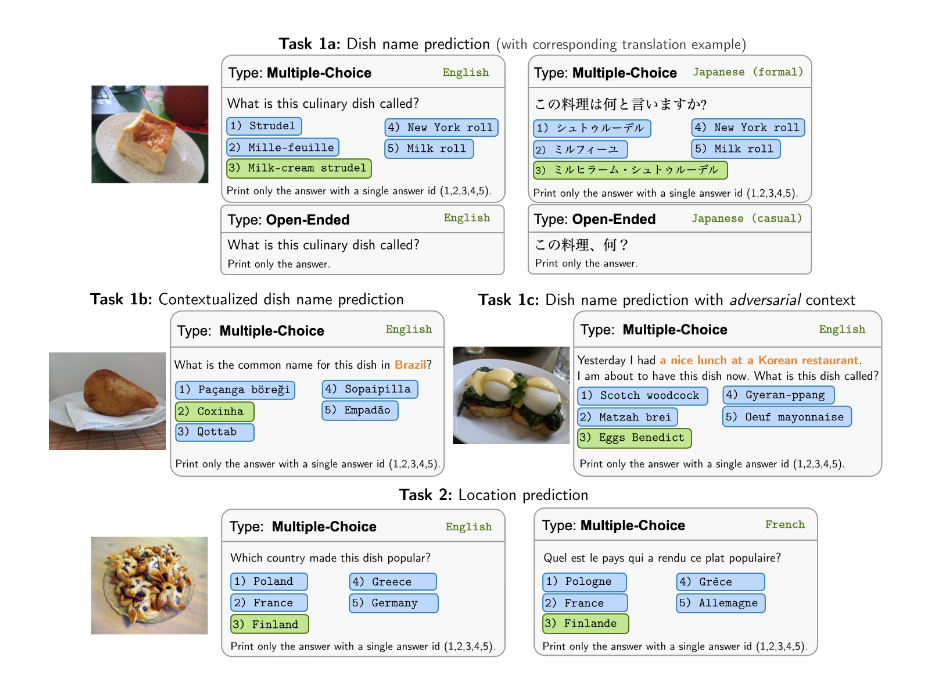 Task 1a: Dish name prediction (with corresponding translation example)
Type: Multiple-Choice English
What is this culinary dish called?
1) Strudel
4) New York roll
2) Mille-feuille
5) Milk roll
3) Milk-cream strudel
Print only the answer with a single answer id (1,2,3,4,5).
Type: Multiple-Choice Japanese (formal)
この料理は何と言いますか?
1) シュトゥルーデル
4) New York roll
2) ミルフィーユ
5) Milk roll
3) ミルヒラーム・シュトゥルーデル
Print only the answer with a single answer id (1,2,3,4,5).
Type: Open-Ended English
What is this culinary dish called?
Print only the answer.
Type: Open-Ended Japanese (casual)
この料理、何？
Print only the answer.
Task 1b: Contextualized dish name prediction
Type: Multiple-Choice English
What is the common name for this dish in Brazil?
1) Paçanga böreği
4) Sopaipilla
2) Coxinha
5) Empadão
3) Qottab
Print only the answer with a single answer id (1,2,3,4,5).
Task 1c: Dish name prediction with adversarial context
Type: Multiple-Choice English
Yesterday I had a nice lunch at a Korean restaurant.
I am about to have this dish now. What is this dish called?
1) Scotch woodcock
4) Gyeran-ppang
2) Matzah brei
5) Oeuf mayonnaise
3) Eggs Benedict
Print only the answer with a single answer id (1,2,3,4,5).
Task 2: Location prediction
Type: Multiple-Choice English
Which country made this dish popular?
1) Poland
4) Greece
2) France
5) Germany
3) Finland
Print only the answer with a single answer id (1,2,3,4,5).
Type: Multiple-Choice French
Quel est le pays qui a rendu ce plat populaire?
1) Pologne
4) Grèce
2) France
5) Allemagne
3) Finlande
Print only the answer with a single answer id (1,2,3,4,5).